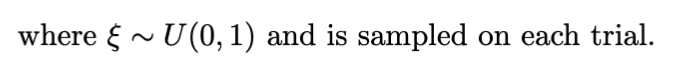 where ξ ∼ U(0, 1) and is sampled on each trial.